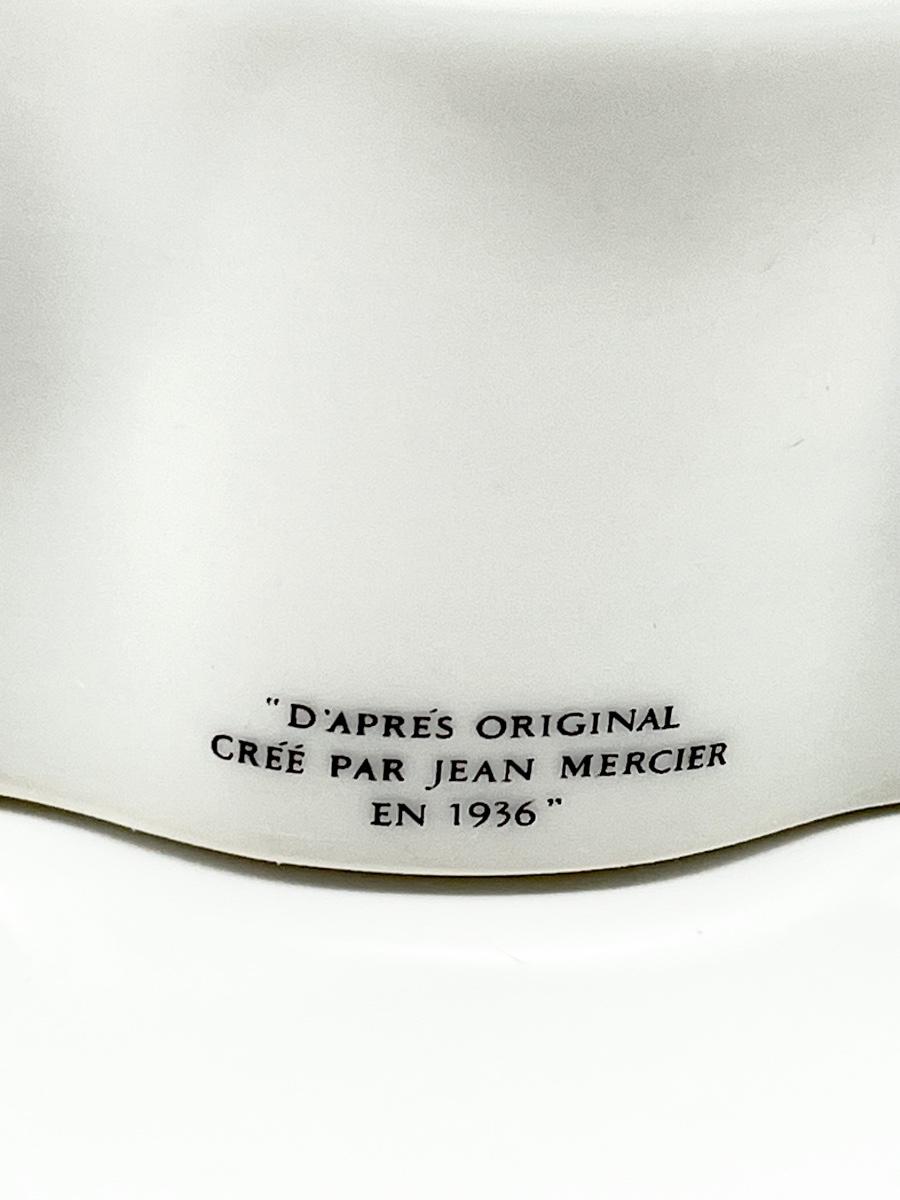 "D'APRÉS ORIGINAL
CRÉÉ PAR JEAN MERCIER
EN 1936"